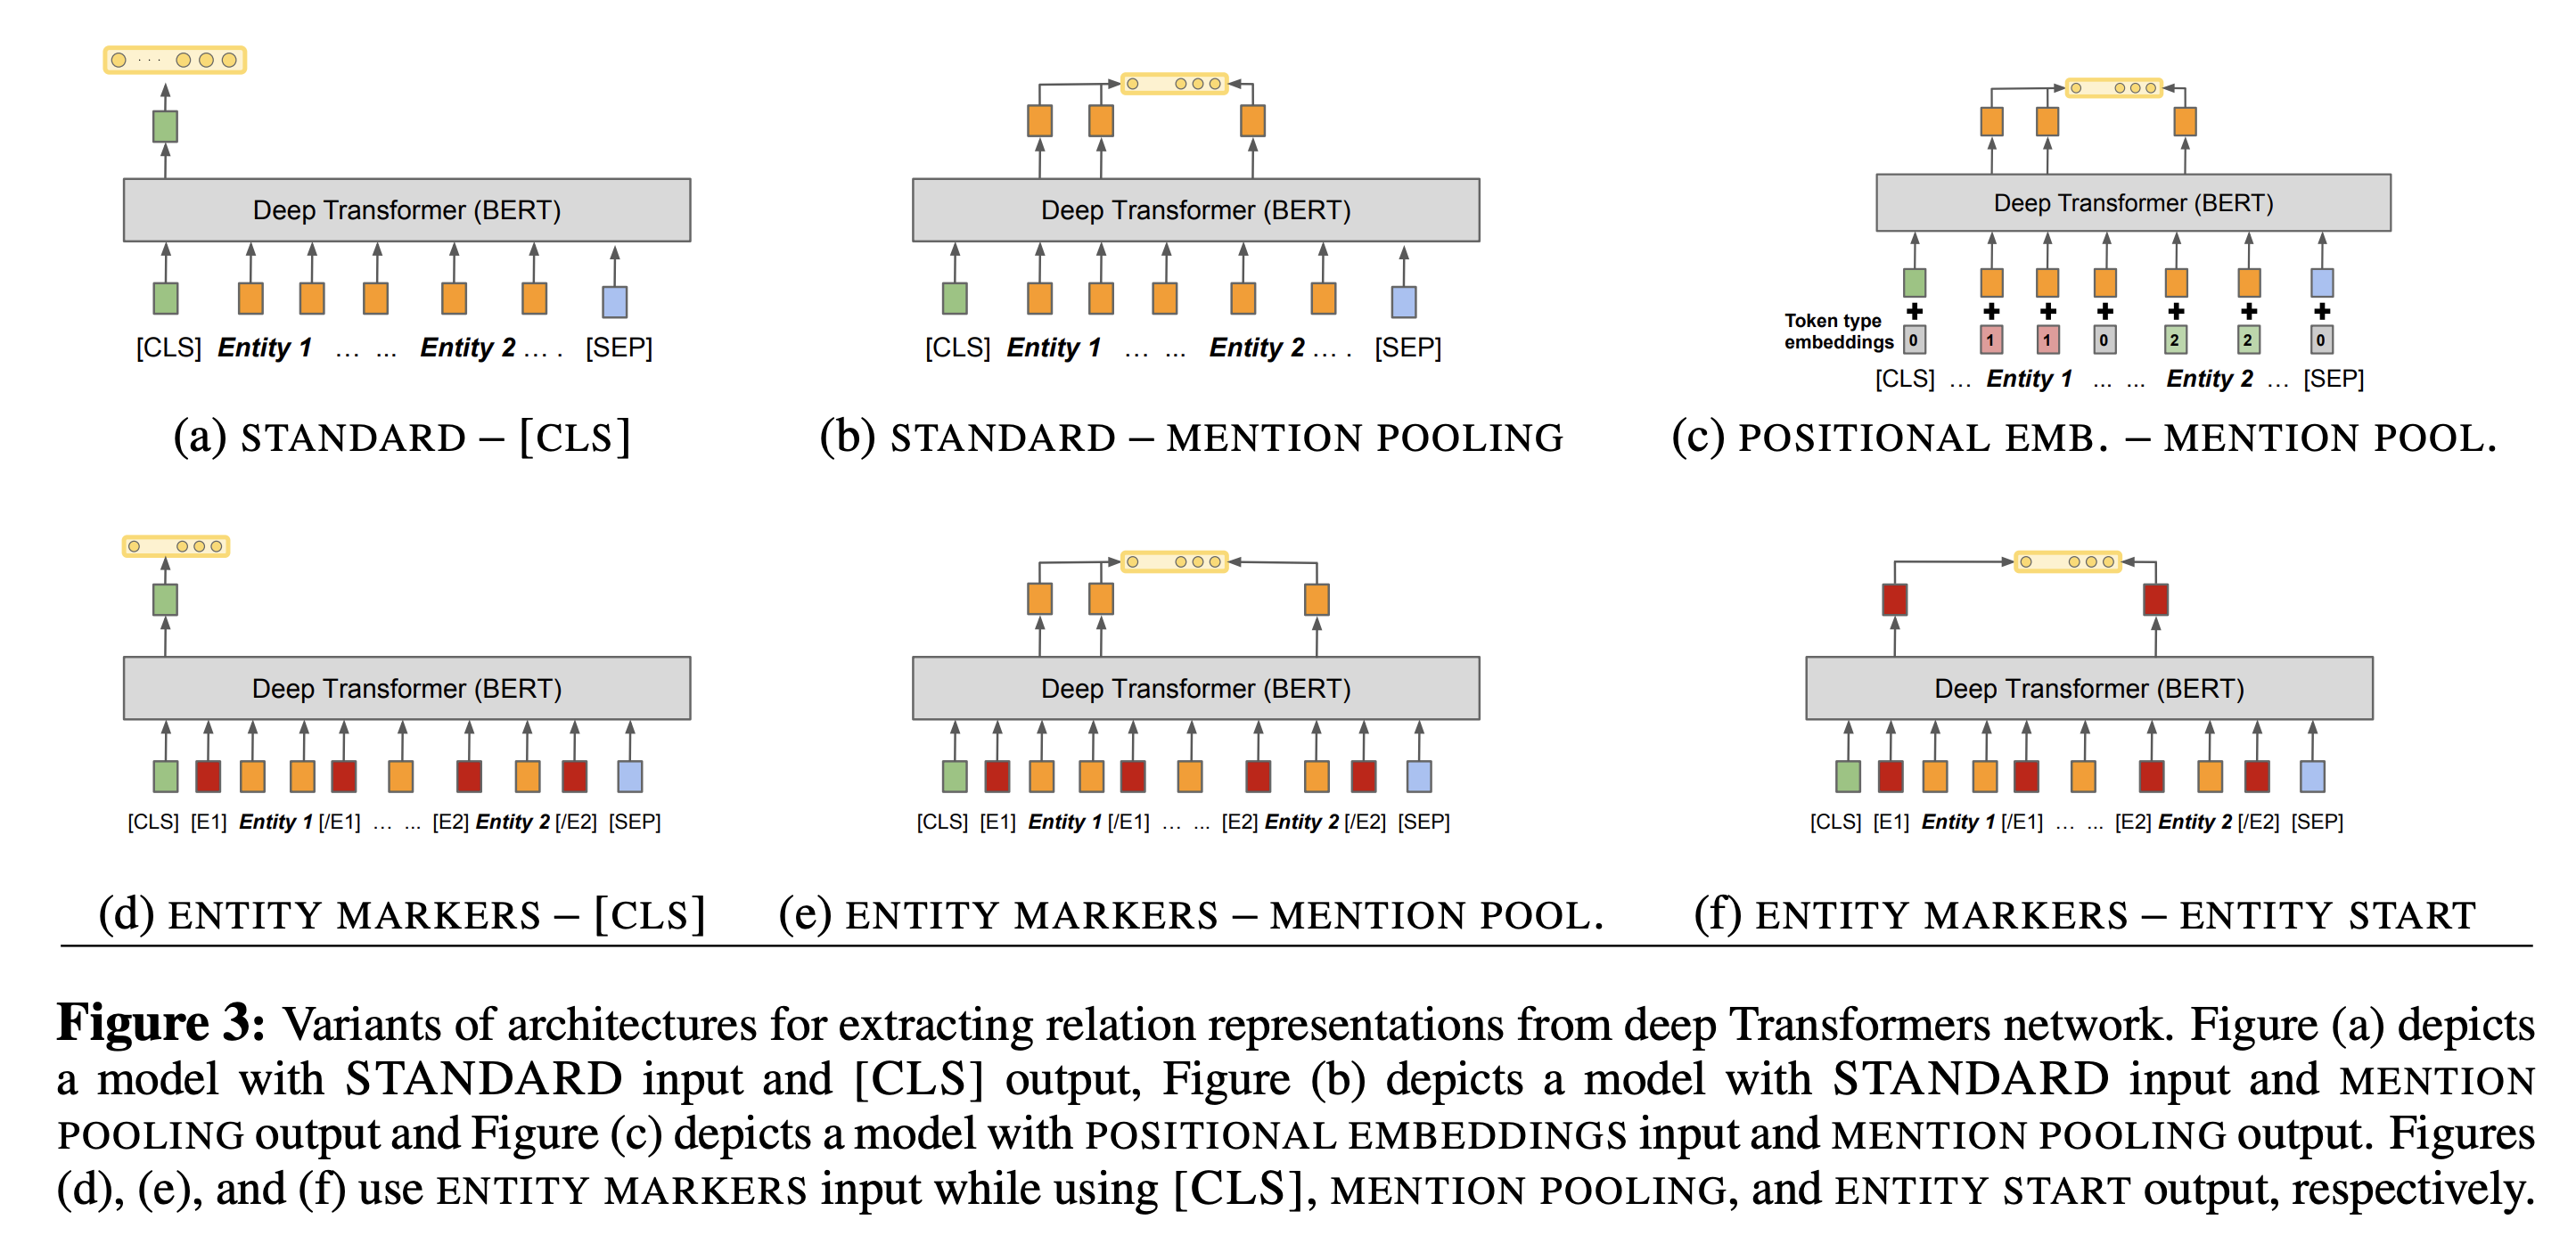 Deep Transformer (BERT)
[CLS] Entity 1 … ... Entity 2 ... . [SEP]
(a) STANDARD – [CLS]
Deep Transformer (BERT)
[CLS] Entity 1 … ... Entity 2 ... . [SEP]
(b) STANDARD – MENTION POOLING
Deep Transformer (BERT)
+ + + + + + +
Token type
embeddings 0 1 1 0 2 2 0
[CLS] … Entity 1 ... ... Entity 2 … [SEP]
(c) POSITIONAL EMB. – MENTION POOL.
Deep Transformer (BERT)
[CLS] [E1] Entity 1 [/E1] … ... [E2] Entity 2 [/E2] [SEP]
(d) ENTITY MARKERS – [CLS]
Deep Transformer (BERT)
[CLS] [E1] Entity 1 [/E1] … ... [E2] Entity 2 [/E2] [SEP]
(e) ENTITY MARKERS – MENTION POOL.
Deep Transformer (BERT)
[CLS] [E1] Entity 1 [/E1] … ... [E2] Entity 2 [/E2] [SEP]
(f) ENTITY MARKERS – ENTITY START
Figure 3: Variants of architectures for extracting relation representations from deep Transformers network. Figure (a) depicts
a model with STANDARD input and [CLS] output, Figure (b) depicts a model with STANDARD input and MENTION
POOLING output and Figure (c) depicts a model with POSITIONAL EMBEDDINGS input and MENTION POOLING output. Figures
(d), (e), and (f) use ENTITY MARKERS input while using [CLS], MENTION POOLING, and ENTITY START output, respectively.